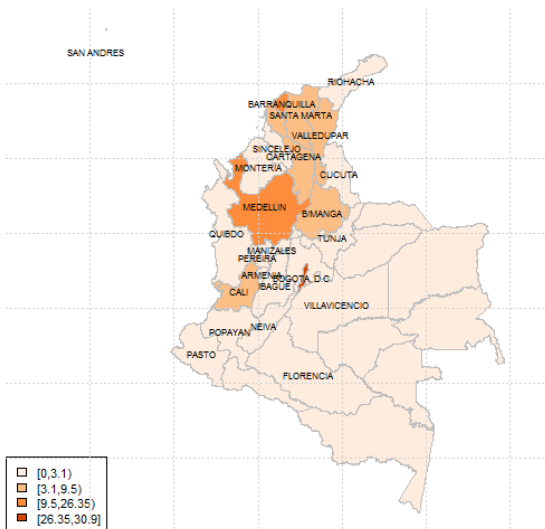 SAN ANDRES
RIOHACHA
BARRANQUILLA
SANTA MARTA
VALLEDUPAR
SINCELEJO
CARTAGENA
MONTERIA
CUCUTA
MEDELLIN
B/MANGA
QUIBDO
TUNJA
MANIZALES
PEREIRA
ARMENIA
BOGOTA, D.C.
IBAGUE
CALI
VILLAVICENCIO
NEIVA
POPAYAN
PASTO
FLORENCIA
[0,3.1)
[3.1,9.5)
[9.5,26.35)
[26.35,30.9]